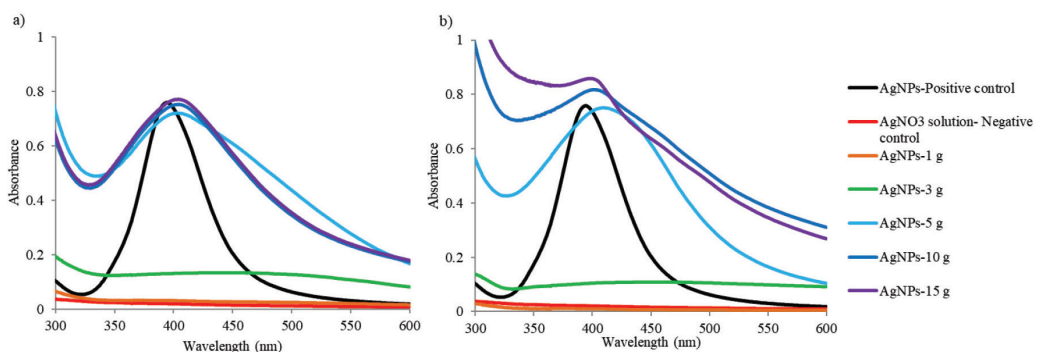 a)
1
0.8
0.6
0.4
0.2
0
Absorbance
300 350 400 450 500 550 600
Wavelength (nm)
b)
1
0.8
0.6
0.4
0.2
0
Absorbance
300 350 400 450 500 550 600
Wavelength (nm)
AgNPs-Positive control
AgNO3 solution- Negative
control
AgNPs-1 g
AgNPs-3 g
AgNPs-5 g
AgNPs-10 g
AgNPs-15 g